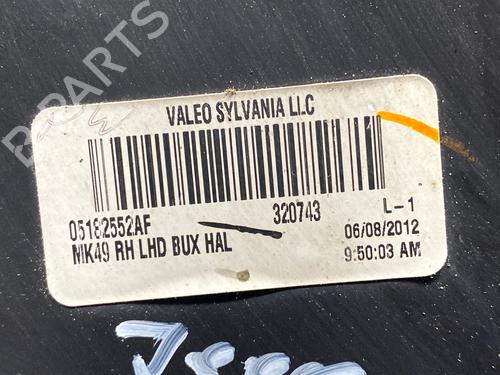 B-PARTS
VALEO SYLVANIA LLC
05182552AF 320743 L-1
MK49 RH LHD BUX HAL 06/08/2012
9:50:03 AM